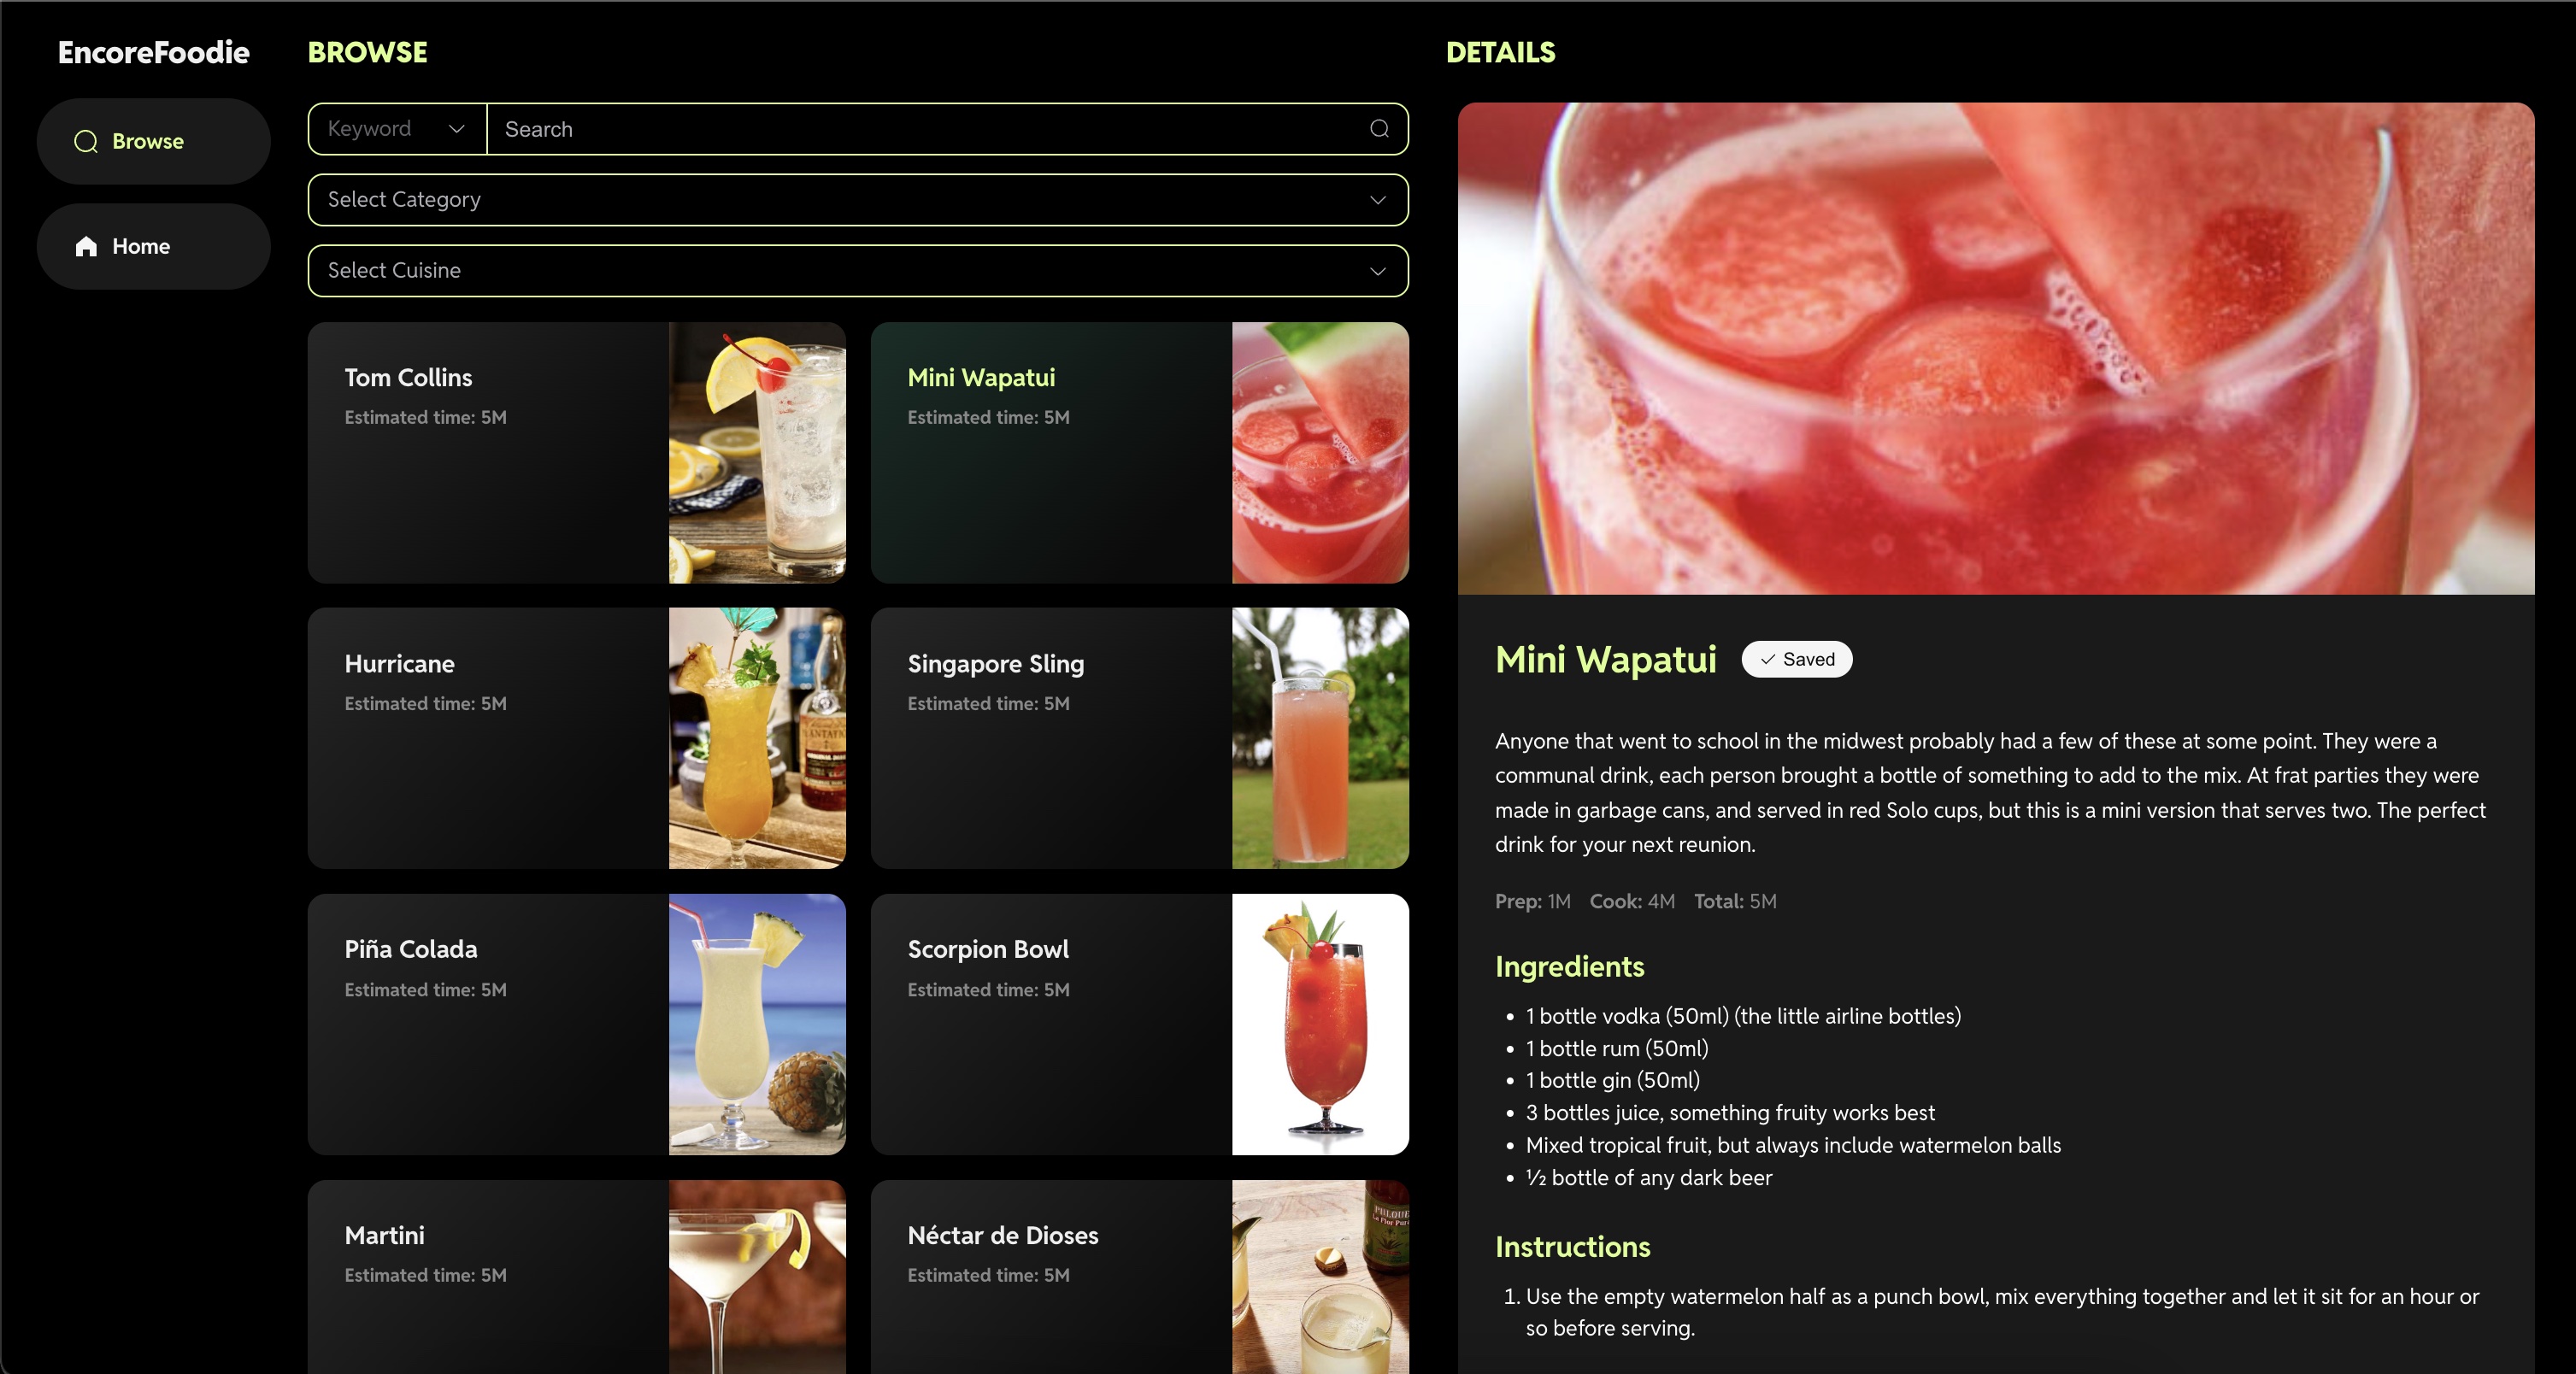 EncoreFoodie
Browse
Home
BROWSE
Keyword
Search
Select Category
Select Cuisine
Tom Collins
Estimated time: 5M
Mini Wapatui
Estimated time: 5M
Hurricane
Estimated time: 5M
Singapore Sling
Estimated time: 5M
Piña Colada
Estimated time: 5M
Scorpion Bowl
Estimated time: 5M
Martini
Estimated time: 5M
Néctar de Dioses
Estimated time: 5M
DETAILS
Mini Wapatui
Saved
Anyone that went to school in the midwest probably had a few of these at some point. They were a
communal drink, each person brought a bottle of something to add to the mix. At frat parties they were
made in garbage cans, and served in red Solo cups, but this is a mini version that serves two. The perfect
drink for your next reunion.
Prep: 1M Cook: 4M Total: 5M
Ingredients
• 1 bottle vodka (50ml) (the little airline bottles)
• 1 bottle rum (50ml)
• 1 bottle gin (50ml)
• 3 bottles juice, something fruity works best
• Mixed tropical fruit, but always include watermelon balls
• ½ bottle of any dark beer
Instructions
1. Use the empty watermelon half as a punch bowl, mix everything together and let it sit for an hour or
so before serving.